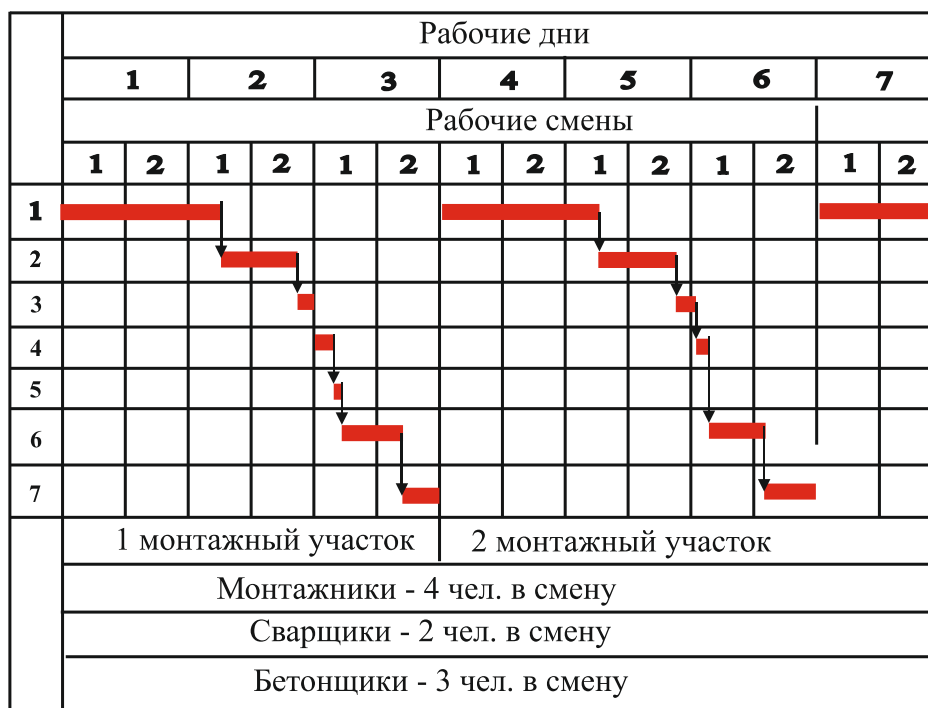 Рабочие дни
1 2 3 4 5 6 7
Рабочие смены
1 2 1 2 1 2 1 2 1 2 1 2 1 2
1
2
3
4
5
6
7
1 монтажный участок 2 монтажный участок
Монтажники - 4 чел. в смену
Сварщики - 2 чел. в смену
Бетонщики - 3 чел. в смену